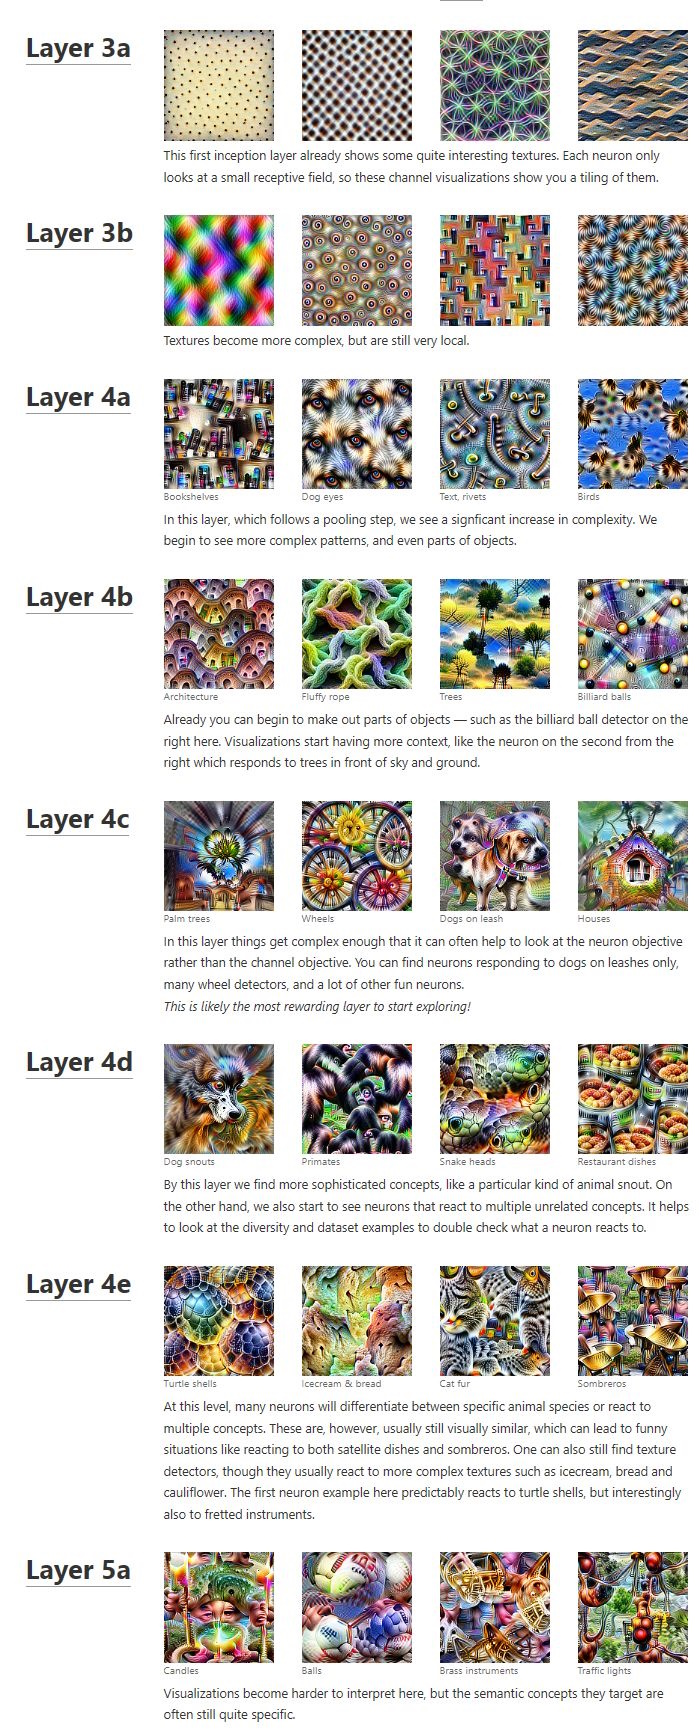 Layer 3a
This first inception layer already shows some quite interesting textures. Each neuron only
looks at a small receptive field, so these channel visualizations show you a tiling of them.
Layer 3b
Textures become more complex, but are still very local.
Layer 4a
Bookshelves
Dog eyes
Text, rivets
Birds
In this layer, which follows a pooling step, we see a signficant increase in complexity. We
begin to see more complex patterns, and even parts of objects.
Layer 4b
Architecture
Fluffy rope
Trees
Billiard balls
Already you can begin to make out parts of objects — such as the billiard ball detector on the
right here. Visualizations start having more context, like the neuron on the second from the
right which responds to trees in front of sky and ground.
Layer 4c
Palm trees
Wheels
Dogs on leash
Houses
In this layer things get complex enough that it can often help to look at the neuron objective
rather than the channel objective. You can find neurons responding to dogs on leashes only,
many wheel detectors, and a lot of other fun neurons.
This is likely the most rewarding layer to start exploring!
Layer 4d
Dog snouts
Primates
Snake heads
Restaurant dishes
By this layer we find more sophisticated concepts, like a particular kind of animal snout. On
the other hand, we also start to see neurons that react to multiple unrelated concepts. It helps
to look at the diversity and dataset examples to double check what a neuron reacts to.
Layer 4e
Turtle shells
Icecream & bread
Cat fur
Sombreros
At this level, many neurons will differentiate between specific animal species or react to
multiple concepts. These are, however, usually still visually similar, which can lead to funny
situations like reacting to both satellite dishes and sombreros. One can also still find texture
detectors, though they usually react to more complex textures such as icecream, bread and
cauliflower. The first neuron example here predictably reacts to turtle shells, but interestingly
also to fretted instruments.
Layer 5a
Candles
Balls
Brass instruments
Traffic lights
Visualizations become harder to interpret here, but the semantic concepts they target are
often still quite specific.